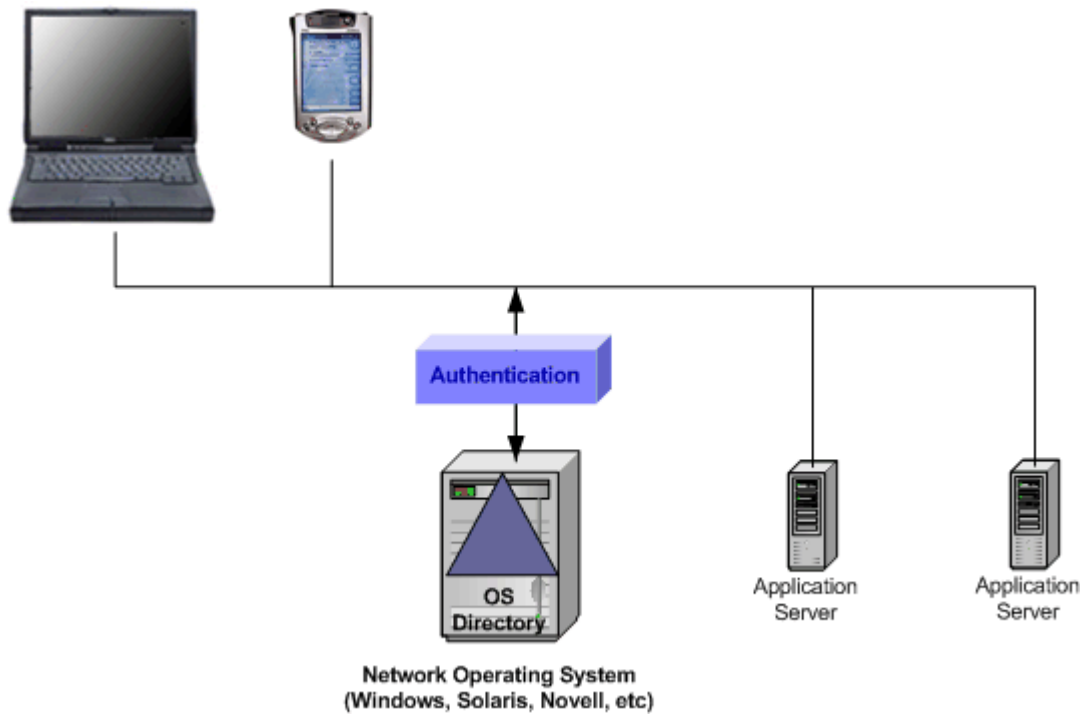 Authentication
OS
Directory
Application
Server
Application
Server
Network Operating System
(Windows, Solaris, Novell, etc)